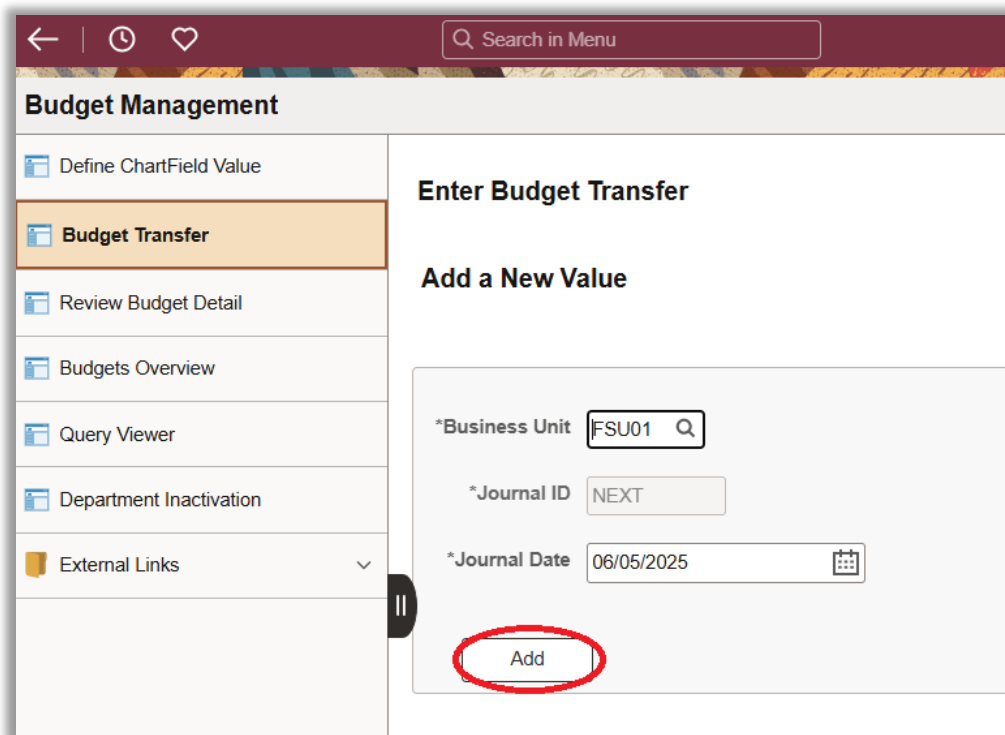 Search in Menu
Budget Management
Define ChartField Value
Budget Transfer
Review Budget Detail
Budgets Overview
Query Viewer
Department Inactivation
External Links
Enter Budget Transfer
Add a New Value
*Business Unit FSU01
*Journal ID NEXT
*Journal Date 06/05/2025
Add